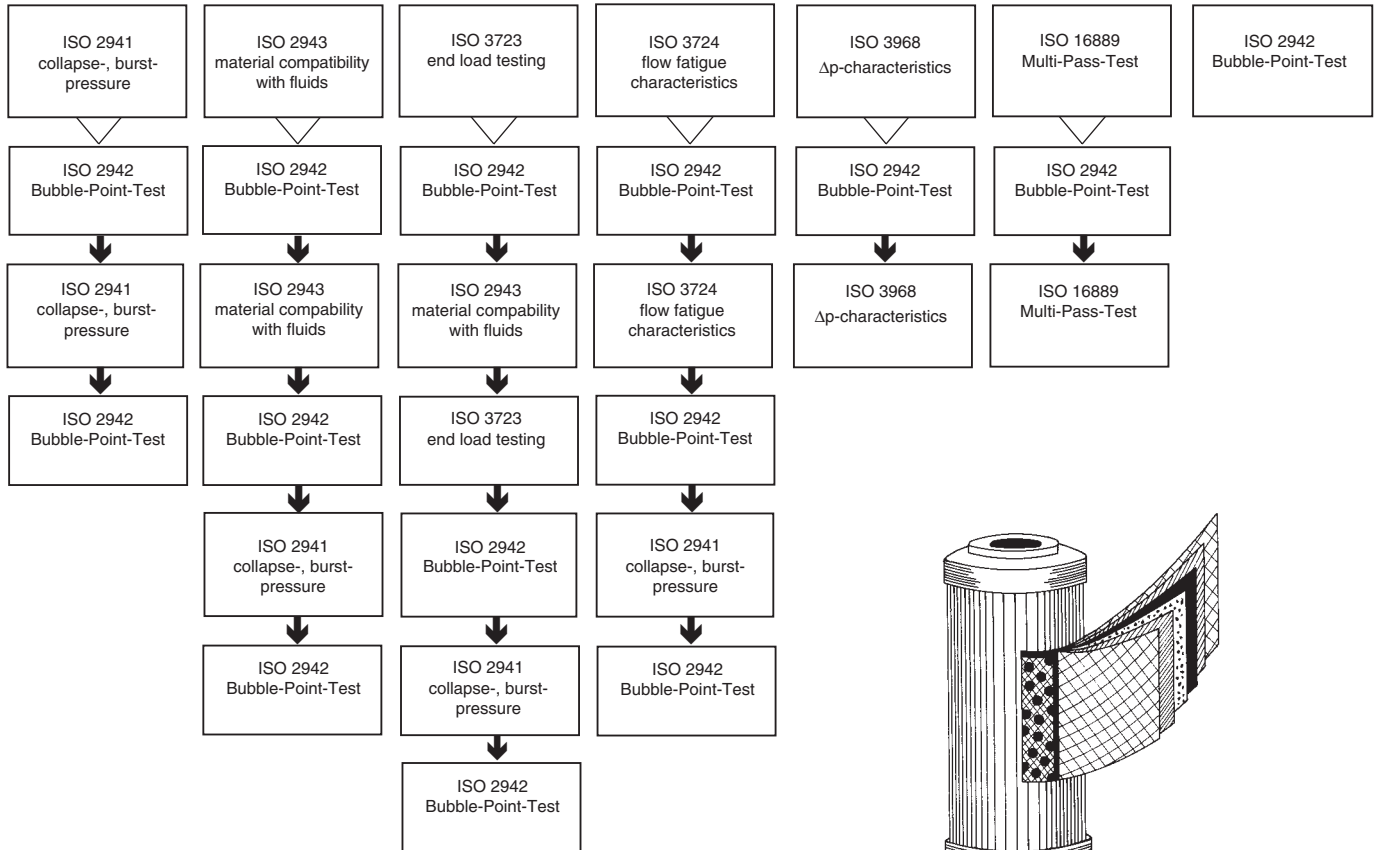 ISO 2941
collapse-, burst-
pressure
ISO 2943
material compatibility
with fluids
ISO 3723
end load testing
ISO 3724
flow fatigue
characteristics
ISO 3968
Δp-characteristics
ISO 16889
Multi-Pass-Test
ISO 2942
Bubble-Point-Test
ISO 2942
Bubble-Point-Test
ISO 2942
Bubble-Point-Test
ISO 2942
Bubble-Point-Test
ISO 2942
Bubble-Point-Test
ISO 2942
Bubble-Point-Test
ISO 2942
Bubble-Point-Test
ISO 2941
collapse-, burst-
pressure
ISO 2943
material compability
with fluids
ISO 2943
material compability
with fluids
ISO 3724
flow fatigue
characteristics
ISO 3968
Δp-characteristics
ISO 16889
Multi-Pass-Test
ISO 2942
Bubble-Point-Test
ISO 2942
Bubble-Point-Test
ISO 3723
end load testing
ISO 2942
Bubble-Point-Test
ISO 2941
collapse-, burst-
pressure
ISO 2942
Bubble-Point-Test
ISO 2941
collapse-, burst-
pressure
ISO 2942
Bubble-Point-Test
ISO 2941
collapse-, burst-
pressure
ISO 2942
Bubble-Point-Test
ISO 2942
Bubble-Point-Test